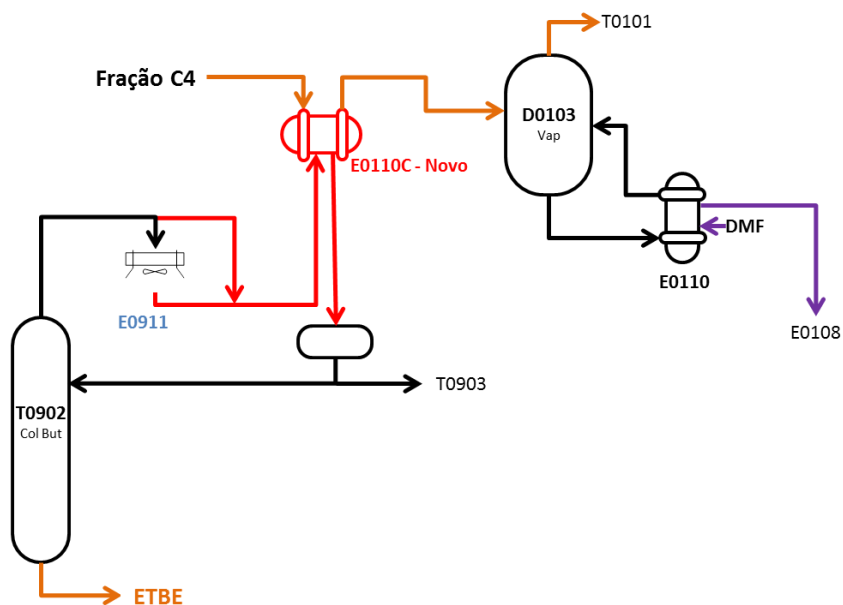 T0101
Fração C4
D0103
Vap
E0110C - Novo
DMF
E0110
E0911
E0108
T0903
T0902
Col But
ETBE